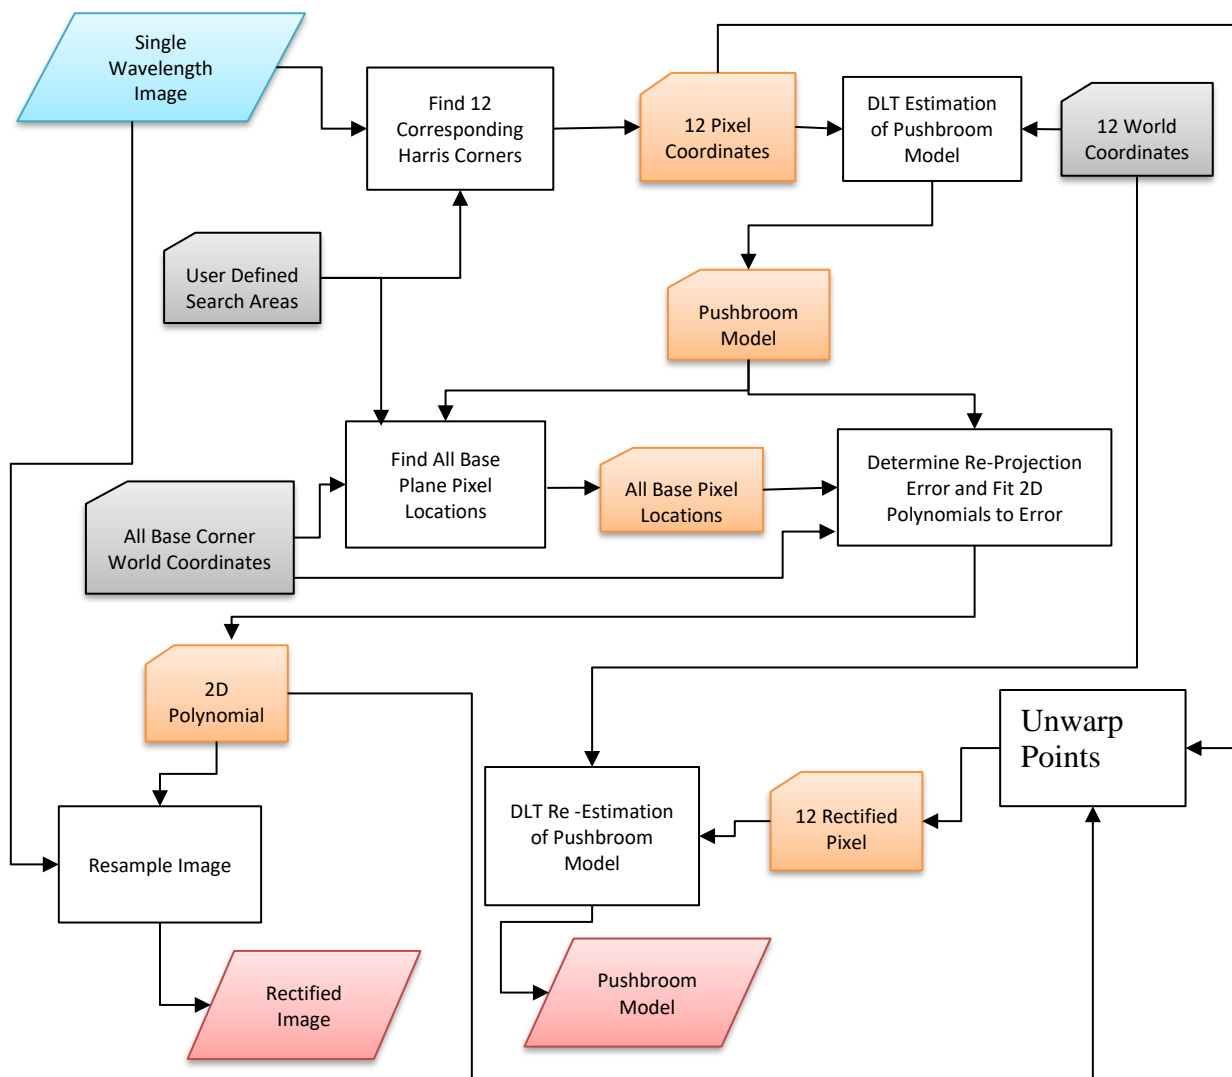 Single
Wavelength
Image
Find 12
Corresponding
Harris Corners
12 Pixel
Coordinates
DLT Estimation
of Pushbroom
Model
12 World
Coordinates
User Defined
Search Areas
Pushbroom
Model
Find All Base
Plane Pixel
Locations
All Base Pixel
Locations
Determine Re-Projection
Error and Fit 2D
Polynomials to Error
All Base Corner
World Coordinates
2D
Polynomial
Unwarp
Points
DLT Re -Estimation
of Pushbroom
Model
12 Rectified
Pixel
Resample Image
Rectified
Image
Pushbroom
Model